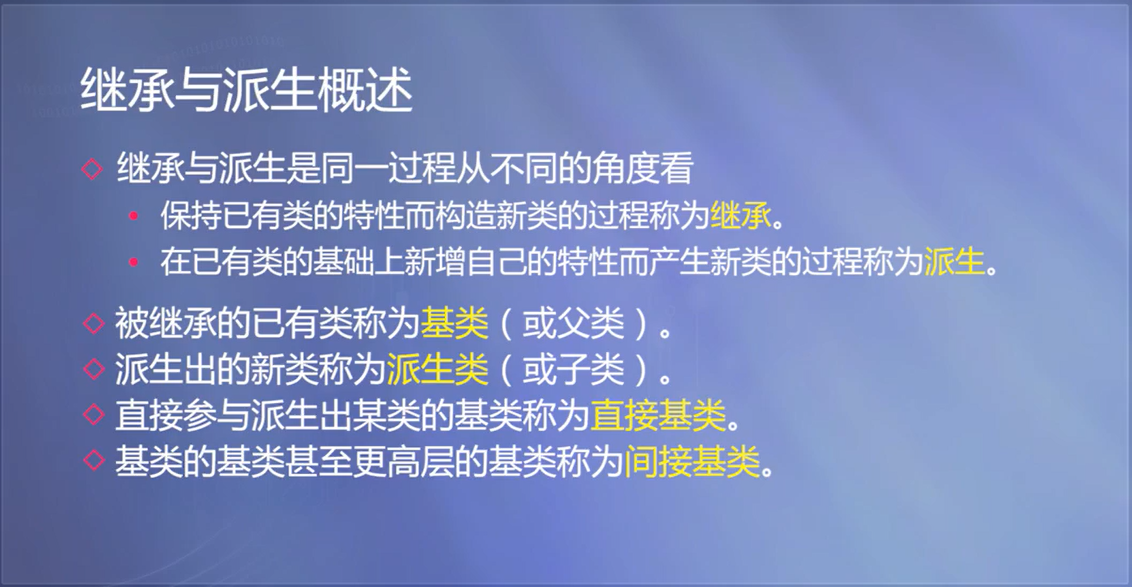 继承与派生概述
◇ 继承与派生是同一过程从不同的角度看
• 保持已有类的特性而构造新类的过程称为继承。
• 在已有类的基础上新增自己的特性而产生新类的过程称为派生。
◇ 被继承的已有类称为基类（或父类）。
◇ 派生出的新类称为派生类（或子类）。
◇ 直接参与派生出某类的基类称为直接基类。
◇ 基类的基类甚至更高层的基类称为间接基类。